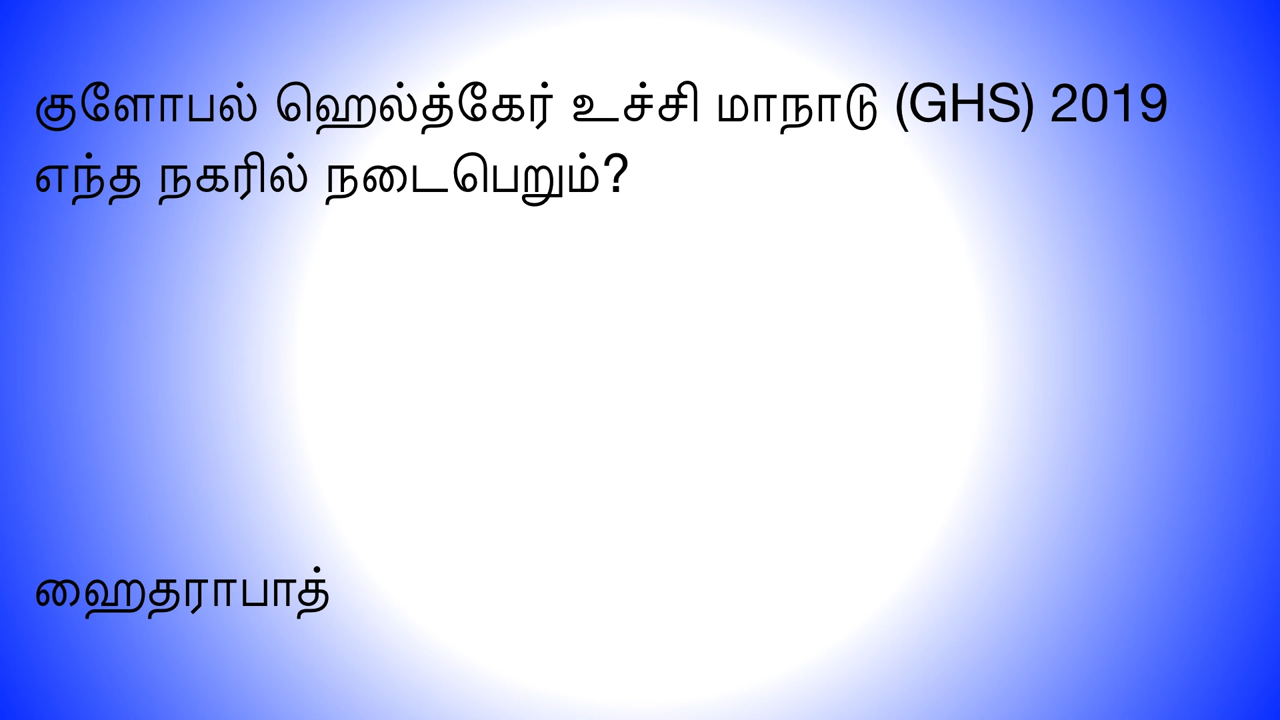 குளோபல் ஹெல்த்கேர் உச்சி மாநாடு (GHS) 2019
எந்த நகரில் நடைபெறும்?
ஹைதராபாத்